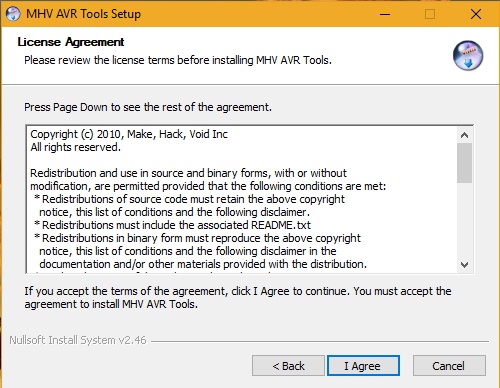 MHV AVR Tools Setup
License Agreement
Please review the license terms before installing MHV AVR Tools.
Press Page Down to see the rest of the agreement.
Copyright (c) 2010, Make, Hack, Void Inc
All rights reserved.
Redistribution and use in source and binary forms, with or without
modification, are permitted provided that the following conditions are met:
* Redistributions of source code must retain the above copyright
notice, this list of conditions and the following disclaimer.
* Redistributions must include the associated README.txt
* Redistributions in binary form must reproduce the above copyright
notice, this list of conditions and the following disclaimer in the
documentation and/or other materials provided with the distribution.
If you accept the terms of the agreement, click I Agree to continue. You must accept the
agreement to install MHV AVR Tools.
Nullsoft Install System v2.46
< Back I Agree Cancel